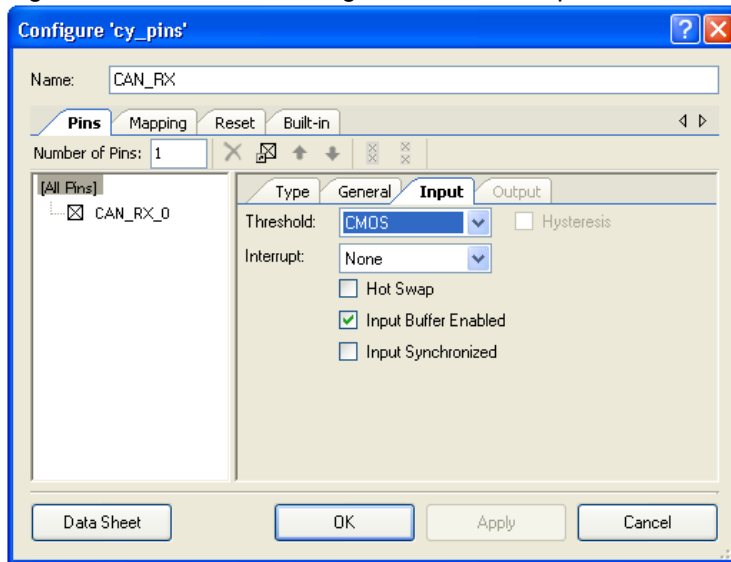 Configure 'cy_pins'
Name: CAN_RX
Pins Mapping Reset Built-in
Number of Pins: 1
[All Pins]
CAN_RX_0
Type General Input Output
Threshold: CMOS Hysteresis
Interrupt: None
Hot Swap
Input Buffer Enabled
Input Synchronized
Data Sheet OK Apply Cancel